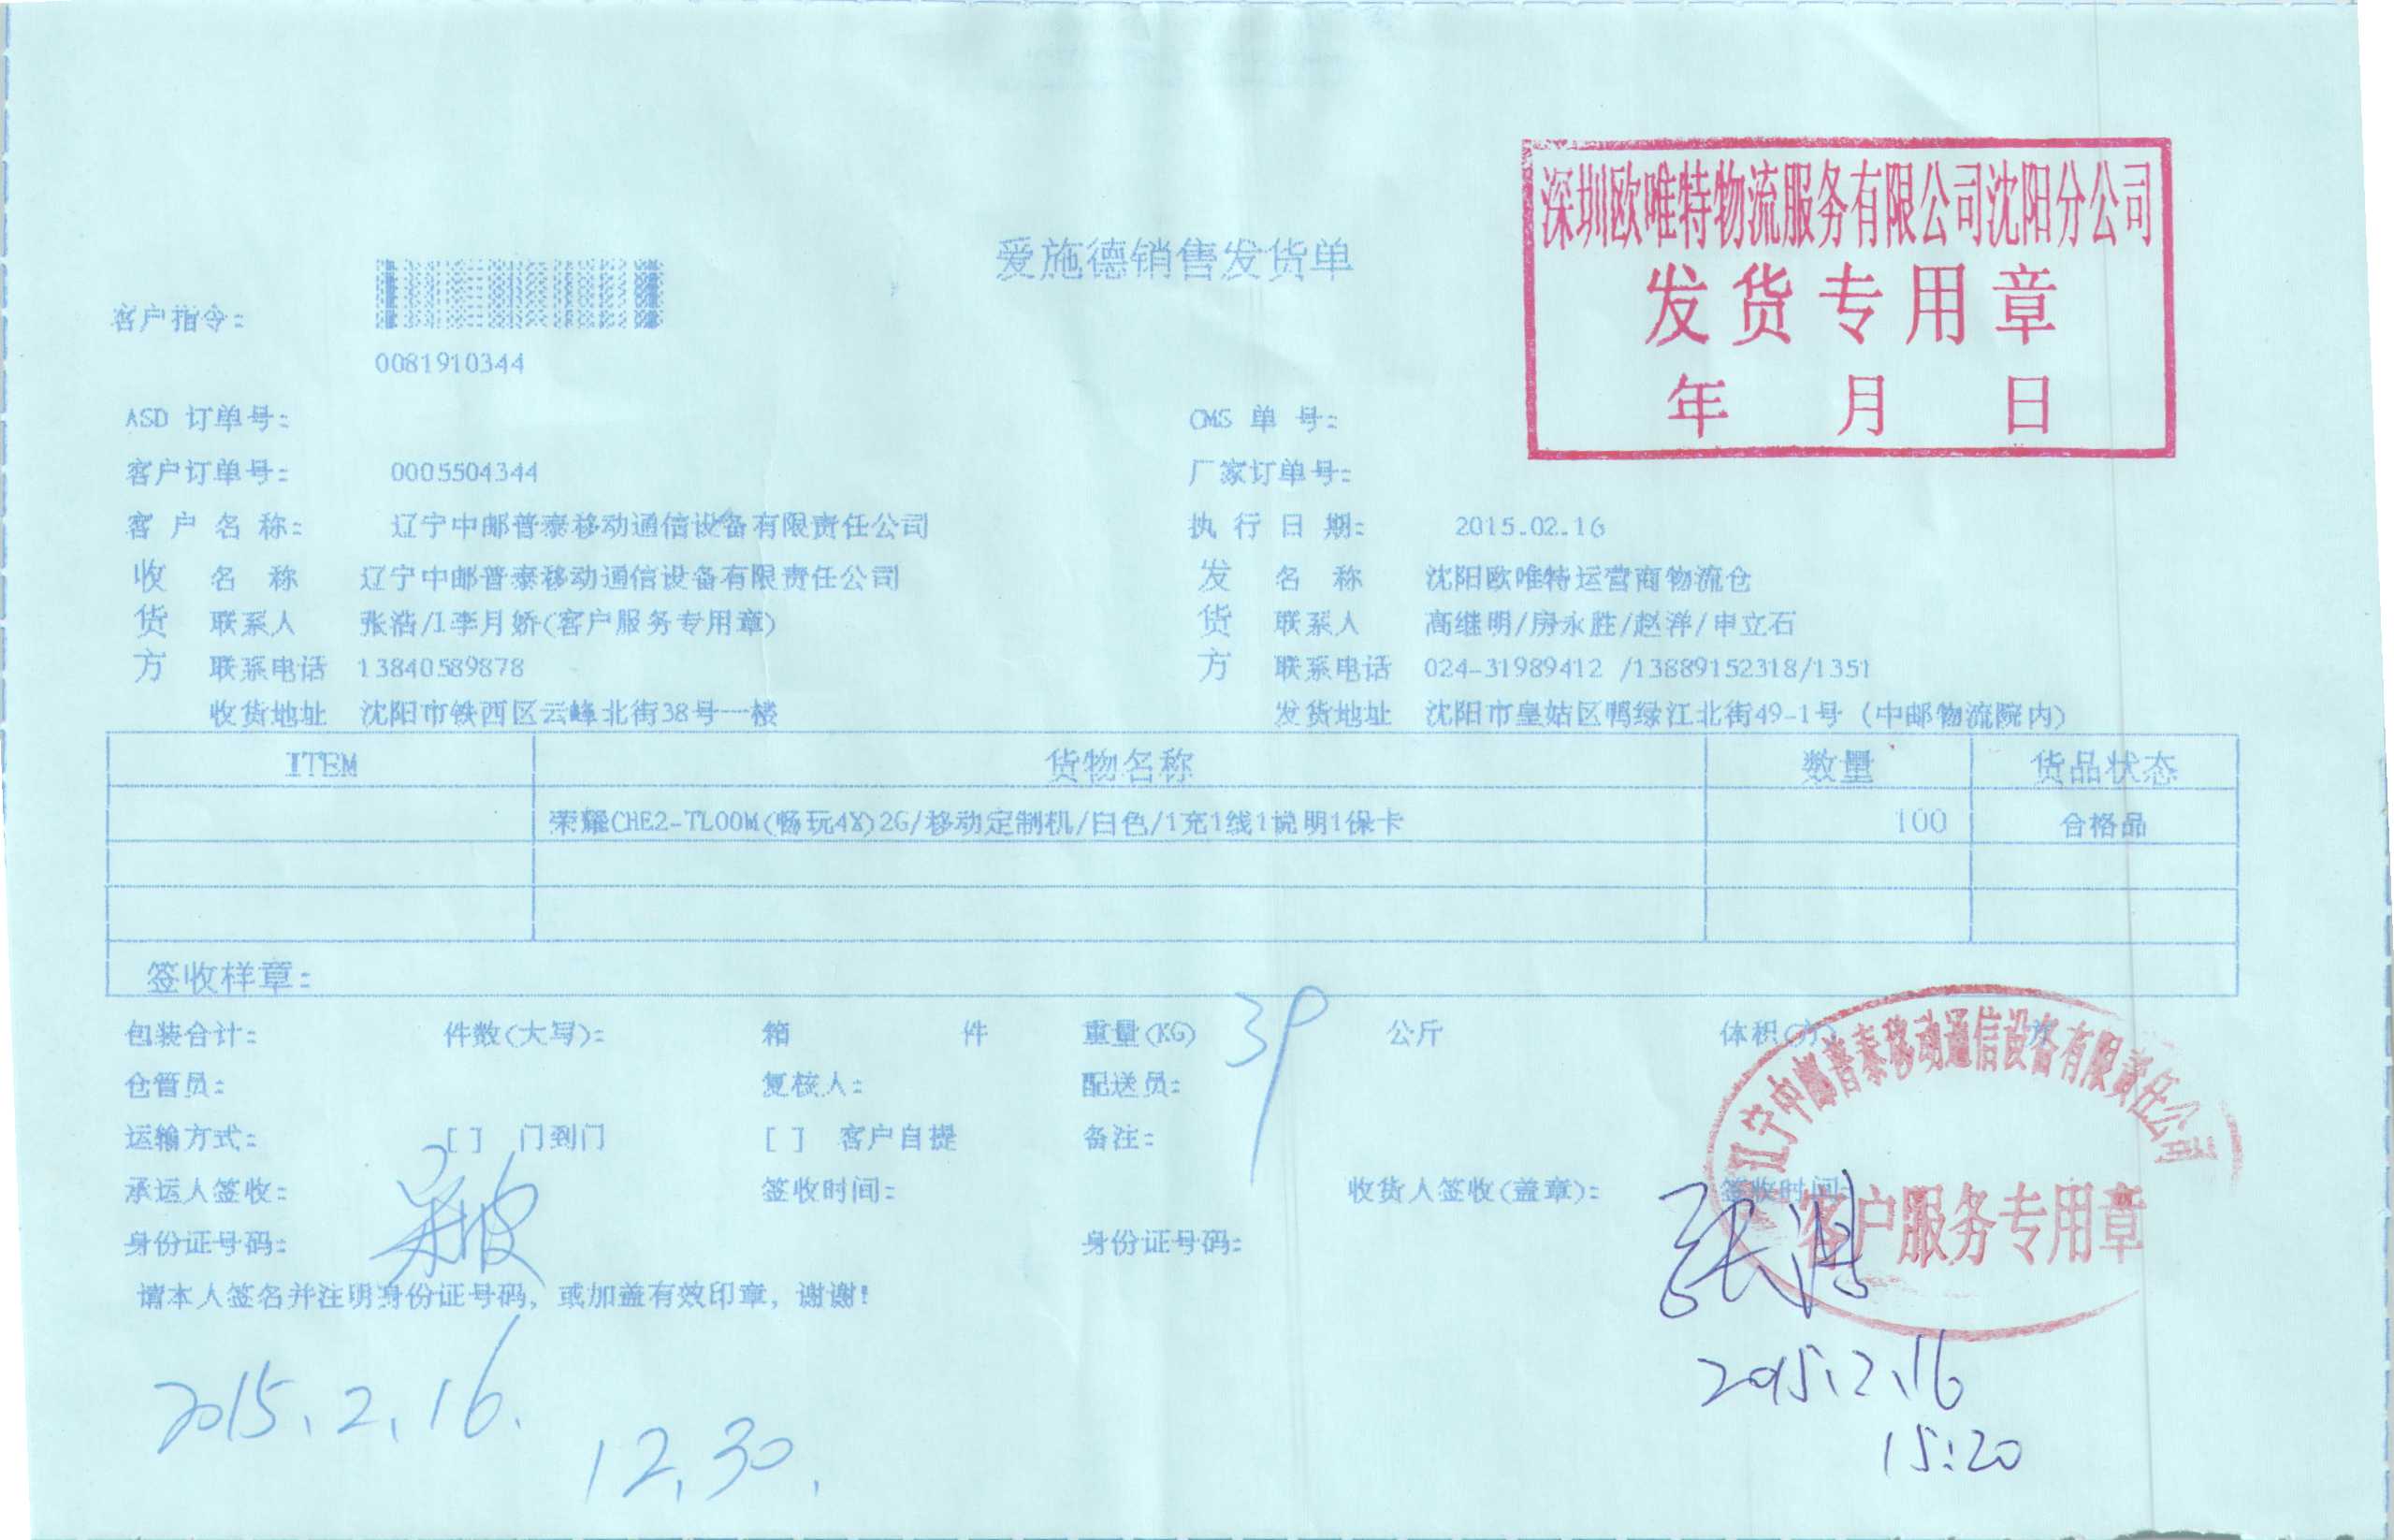 深圳欧唯特物流服务有限公司沈阳分公司
发货专用章
年 月 日
爱施德销售发货单
客户指令:
0081910344
ASD 订单号: CMS 单 号:
客户订单号: 0005504344 厂家订单号:
客 户 名 称: 辽宁中邮普泰移动通信设备有限责任公司 执 行 日 期: 2015.02.16
收 名 称 辽宁中邮普泰移动通信设备有限责任公司 发 名 称 沈阳欧唯特运营商物流仓
货 联系人 张浩/I李月娇(客户服务专用章) 货 联系人 高继明/房永胜/赵洋/申立石
方 联系电话 13840589878 方 联系电话 024-31989412 /13889152318/1351
收货地址 沈阳市铁西区云峰北街38号一楼 发货地址 沈阳市皇姑区鸭绿江北街49-1号 (中邮物流院内)
ITEM 货物名称 数量 货品状态
荣耀CHE2-TL00M(畅玩4X)2G/移动定制机/白色/1充1线1说明1保卡 100 合格品
签收样章:
包装合计: 件数(大写): 箱 件 重量(KG) 39 公斤 体积(方) 方
仓管员: 复核人: 配送员:
运输方式: [ ] 门到门 [ ] 客户自提 备注:
承运人签收: 签收时间: 收货人签收(盖章): 签收时间:
身份证号码: 身份证号码:
请本人签名并注明身份证号码, 或加盖有效印章, 谢谢!
辽宁中邮普泰移动通信设备有限责任公司
客户服务专用章
张浩
2015.2.16
15:20
2015.2.16.
12.30.